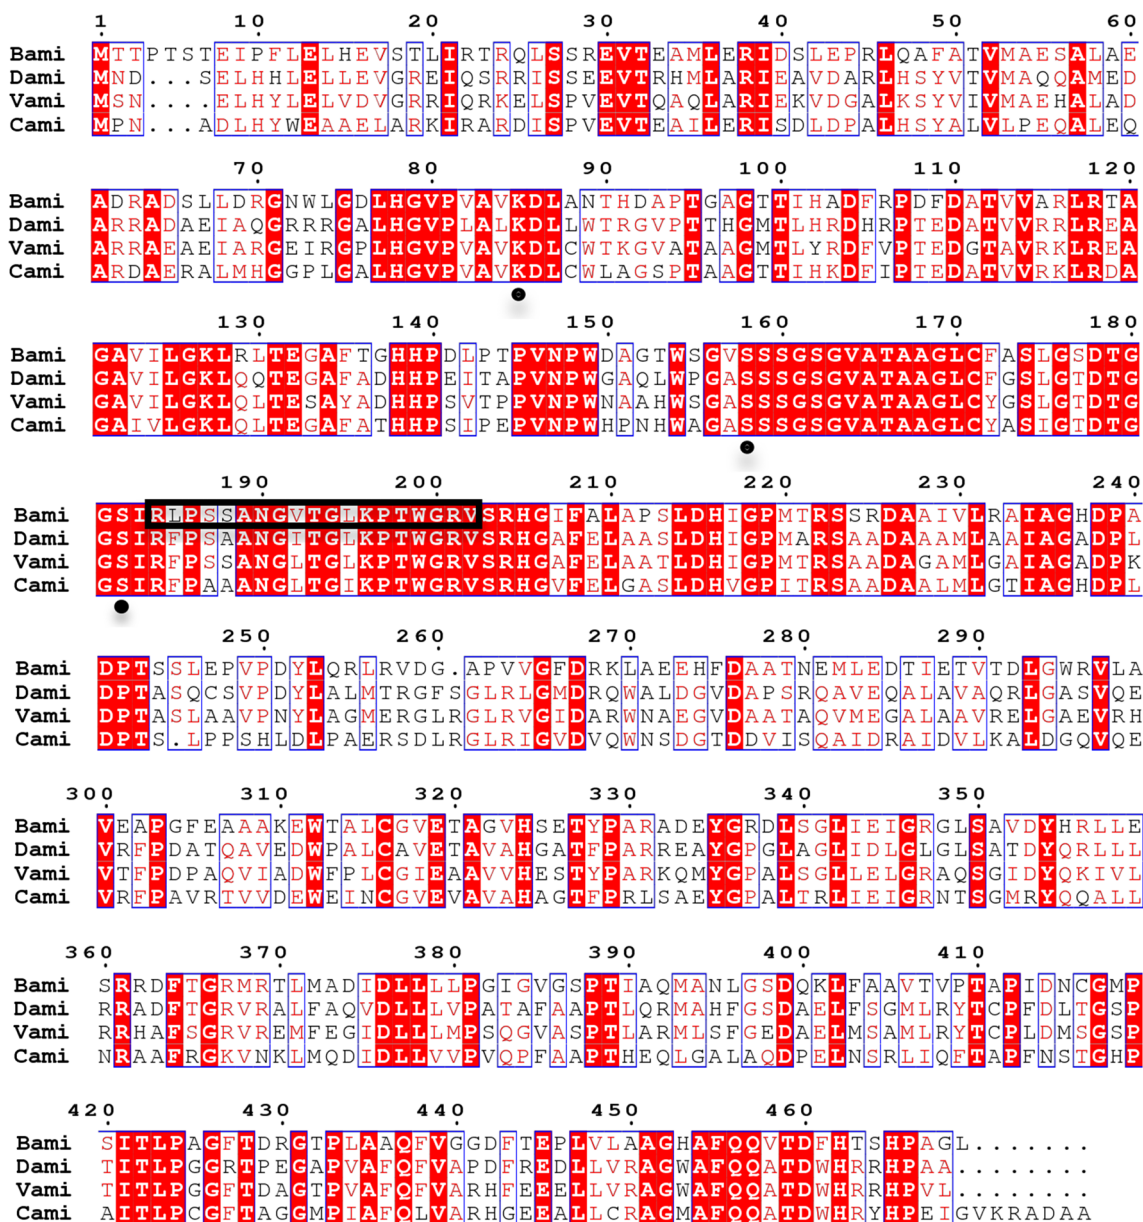 1 10 20 30 40 50 60
Bami MTTPTSTEIPFLELHEVSTLIRTRQLSSREVTEAMLERIDSLEPRLQAFATVMAESALAE
Dami MND...SELHHLELLEVGREIQSRRISSEEVTRHMLARIEAVDARLHSYVTVMAQQAMED
Vami MSN....ELHYLELVDVGRRIQRKELSPVEVTQAQLARIEKVDGALKSYVIVMAEHALAD
Cami MPN...ADLHYWEAAELARKIRARDISPVEVTEAILERISDLDPALHSYALVLPEQALEQ
70 80 90 100 110 120
Bami ADRADSLLDRGNWLGDLHGVPVAVKDLANTHDAPTGAGTTIHADFRPDFDATVVARLRTA
Dami ARRADAEIAQGRRRGALHGVPLALKDLLWTRGVPTTHGMTLHRDHRPTEDATVVRRLREA
Vami ARRAEAEIARGEIRGPLHGVPVAVKDLCWTKGVATAAGMTLYRDFVPTEDGTAVRKLREA
Cami ARDAERALMHGGPLGALHGVPVAVKDLCWLAGSPTAAGTTIHKDFIPTEDATVVRKLRDA
130 140 150 160 170 180
Bami GAVILGKLRLTEGAFTGHHPDLPTPVNPWDAGTWSGVSSSGSGVATAAGLCFASLGSDTG
Dami GAVILGKLQQTEGAFADHHPEITAPVNPWGAQLWPGASSSGSGVATAAGLCFGSLGTDTG
Vami GAVILGKLQLTESAYADHHPSVTPPVNPWNAAHWSGASSSGSGVATAAGLCYGSLGTDTG
Cami GAIVLGKLQLTEGAFATHHPSIPEPVNPWHPNHWAGASSSGSGVATAAGLCYASIGTDTG
190 200 210 220 230 240
Bami GSIRLPSSANGVTGLKPTWGRVSRHGIFALAPSLDHIGPMTRSSRDAAIVLRAIAGHDPA
Dami GSIRFPSAANGITGLKPTWGRVSRHGAFELAASLDHIGPMARSAADAAAMLAAIAGADPL
Vami GSIRFPSSANGLTGIKPTWGRVSRHGAFELAATLDHIGPMTRSAADAGAMLGAIAGADPK
Cami GSIRFPAAANGLTGIKPTWGRVSRHGVFELGASLDHVGPITRSAADAALMLGTIAGHDPL
250 260 270 280 290
Bami DPTSSLEPVPDYLQRLRVDG.APVVGFDRKLAEEHFDAATNEMLEDTIETVTDLGWRVLA
Dami DPTASQCSVPDYLALMTRGFSGLRLGMDRQWALDGVDAPSRQAVEQALAVAQRLGASVQE
Vami DPTASLAAVPNYLAGMERGLRGLRVGIDARWNAEGVDAATAQVMEGALAAVRELGAEVRH
Cami DPTS.LPPSHLDLPAERSDLRGLRIGVDVQWNSDGTDDVISQAIDRAIDVLKALDGQVQE
300 310 320 330 340 350
Bami VEAPGFEAAAKEWTALCGVETAGVHSETYPARADEYGRDLSGLIEIGRGLSAVDYHRLLE
Dami VRFPDATQAVEDWPALCAVETAVAHGATFPARREAYGPGLAGLIDLGLGLSATDYQRLLL
Vami VTFPDPAQVIADWFPLCGIEAAVVHESTYPARKQMYGPALSGLLELGRAQSGIDYQKIVL
Cami VRFPAVRTVVDEWEINCGVEVAVAHAGTFPRLSAEYGPALTRLIEIGRNTSGMRYQQALL
360 370 380 390 400 410
Bami SRRDFTGRMRTLMADIDLLLLPGIGVGSPTIAQMANLGSDQKLFAAVTVPTAPIDNCGMP
Dami RRADFTGRVRALFAQVDLLLVPATAFAAPTLQRMAHFGSDAELFSGMLRYTCPFDLTGSP
Vami RRHAFSGRVREMFEGIDLLLMPSQGVASPTLARMLSFGEDAELMSAMLRYTCPLDMSGSP
Cami NRAAFRGKVNKLMQDIDLLVVPVQPFAAPTHEQLGALAQDPELNSRLIQFTAPFNSTGHP
420 430 440 450 460
Bami SITLPAGFTDRGTPLAAQFVGGDFTEPLVLAAGHAFQQVTDFHTSHPAGL........
Dami TITLPGGRTPEGAPVAFQFVAPDFREDLLVRAGWAFQQATDWHRRHPAA.........
Vami TITLPGGFTDAGTPVAFQFVARHFEEELLVRAGWAFQQATDWHRRHPVL.........
Cami AITLPCGFTAGGMPIAFQLVARHGEEALLCRAGMAFQQATDWHRYHPEIGVKRADAA